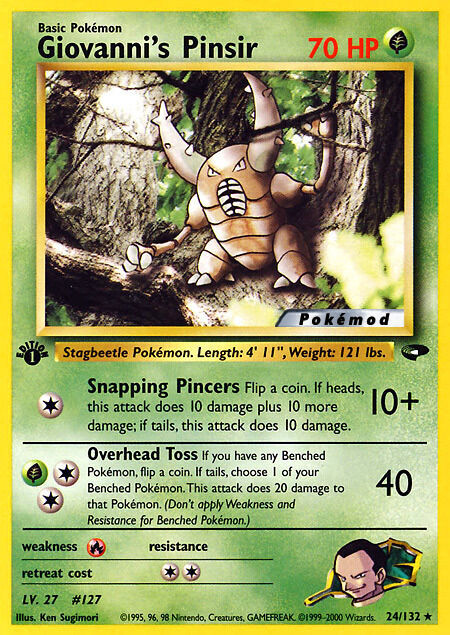 Basic Pokémon
Giovanni's Pinsir 70 HP
Pokémod
EDITION
1
Stagbeetle Pokémon. Length: 4' 11", Weight: 121 lbs.
Snapping Pincers Flip a coin. If heads,
this attack does 10 damage plus 10 more
damage; if tails, this attack does 10 damage.
10+
Overhead Toss If you have any Benched
Pokémon, flip a coin. If tails, choose 1 of your
Benched Pokémon. This attack does 20 damage to
that Pokémon. (Don't apply Weakness and
Resistance for Benched Pokémon.)
40
weakness resistance
retreat cost
LV. 27 #127
Illus. Ken Sugimori ©1995, 96, 98 Nintendo, Creatures, GAMEFREAK. ©1999-2000 Wizards. 24/132 ★